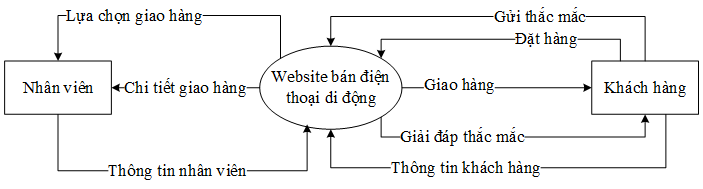 Lựa chọn giao hàng
Gửi thắc mắc
Đặt hàng
Nhân viên
Chi tiết giao hàng
Website bán điện
thoại di động
Giao hàng
Khách hàng
Giải đáp thắc mắc
Thông tin nhân viên
Thông tin khách hàng